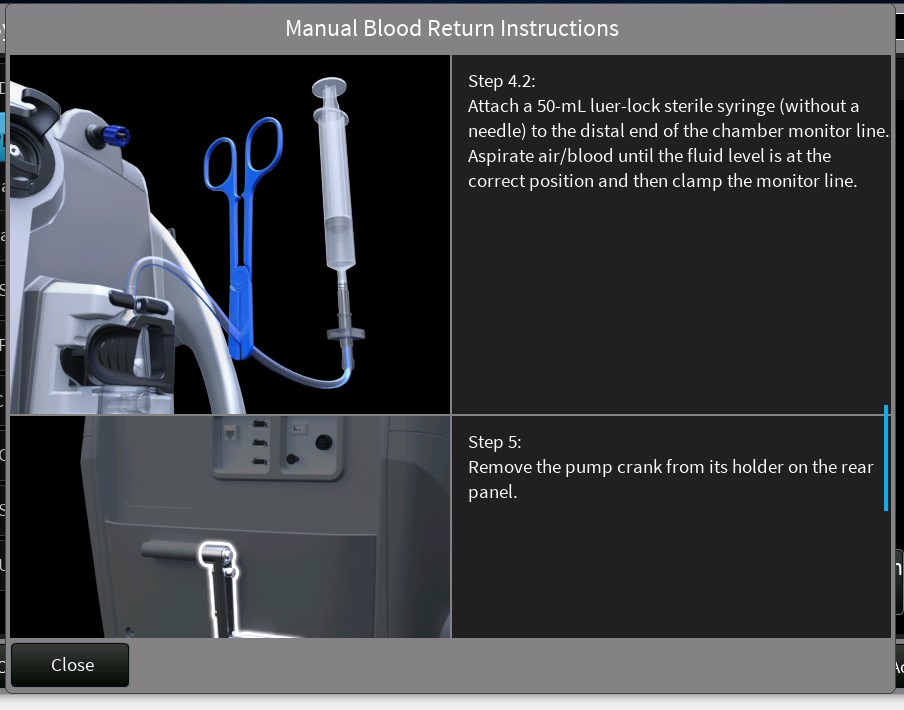 Manual Blood Return Instructions
Step 4.2:
Attach a 50-mL luer-lock sterile syringe (without a
needle) to the distal end of the chamber monitor line.
Aspirate air/blood until the fluid level is at the
correct position and then clamp the monitor line.
Step 5:
Remove the pump crank from its holder on the rear
panel.
Close